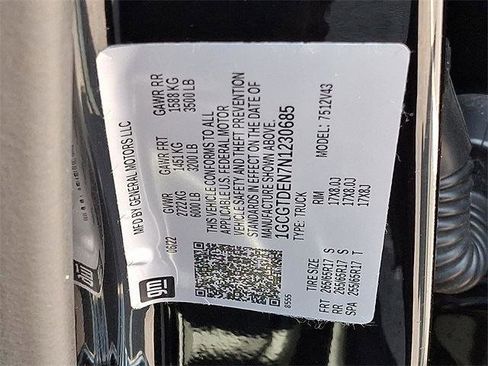 MFD BY GENERAL MOTORS LLC
06/22
GVWR
2722 KG
6000 LB
GAWR FRT
1451 KG
3200 LB
GAWR RR
1588 KG
3500 LB
THIS VEHICLE CONFORMS TO ALL
APPLICABLE U.S. FEDERAL MOTOR
VEHICLE SAFETY AND THEFT PREVENTION
STANDARDS IN EFFECT ON THE DATE
OF MANUFACTURE SHOWN ABOVE.
1GCGTDEN7N1230685
TYPE: TRUCK
MODEL: 7512V43
gm
8555
TIRE SIZE RIM
FRT 265/65R17 S 17X8.0J
RR 265/65R17 S 17X8.0J
SPA 255/65R17 T 17X8J